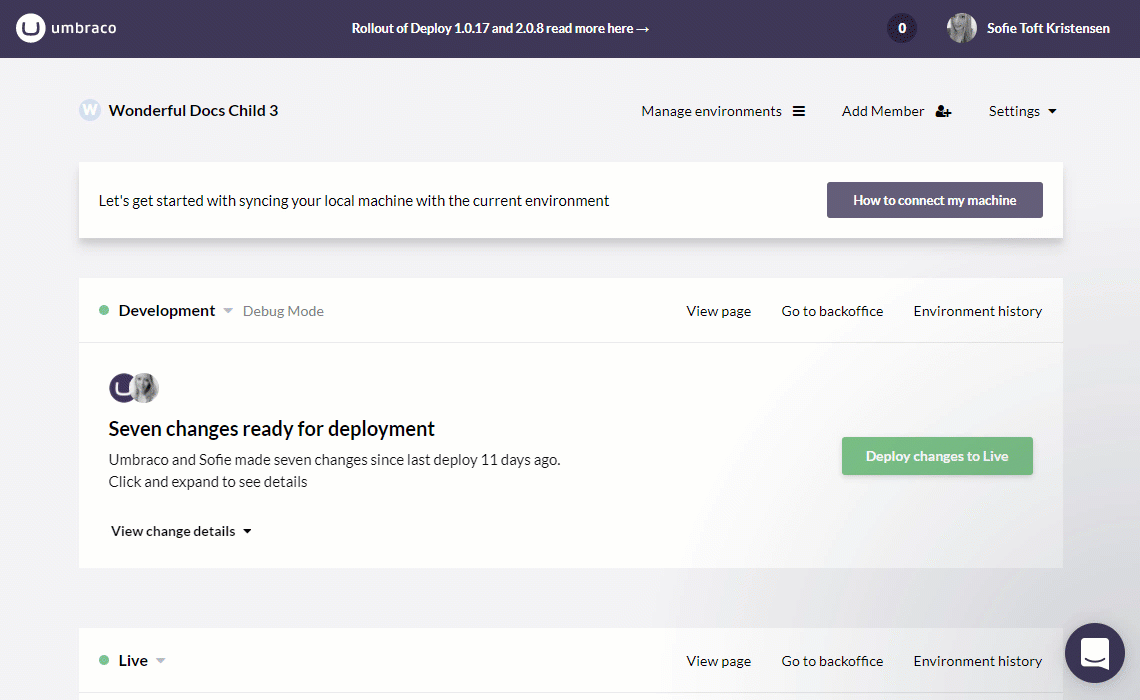 umbraco
Rollout of Deploy 1.0.17 and 2.0.8 read more here →
0
Sofie Toft Kristensen
W
Wonderful Docs Child 3
Manage environments
Add Member
Settings
Let's get started with syncing your local machine with the current environment
How to connect my machine
Development
Debug Mode
View page
Go to backoffice
Environment history
Seven changes ready for deployment
Umbraco and Sofie made seven changes since last deploy 11 days ago.
Click and expand to see details
Deploy changes to Live
View change details
Live
View page
Go to backoffice
Environment history